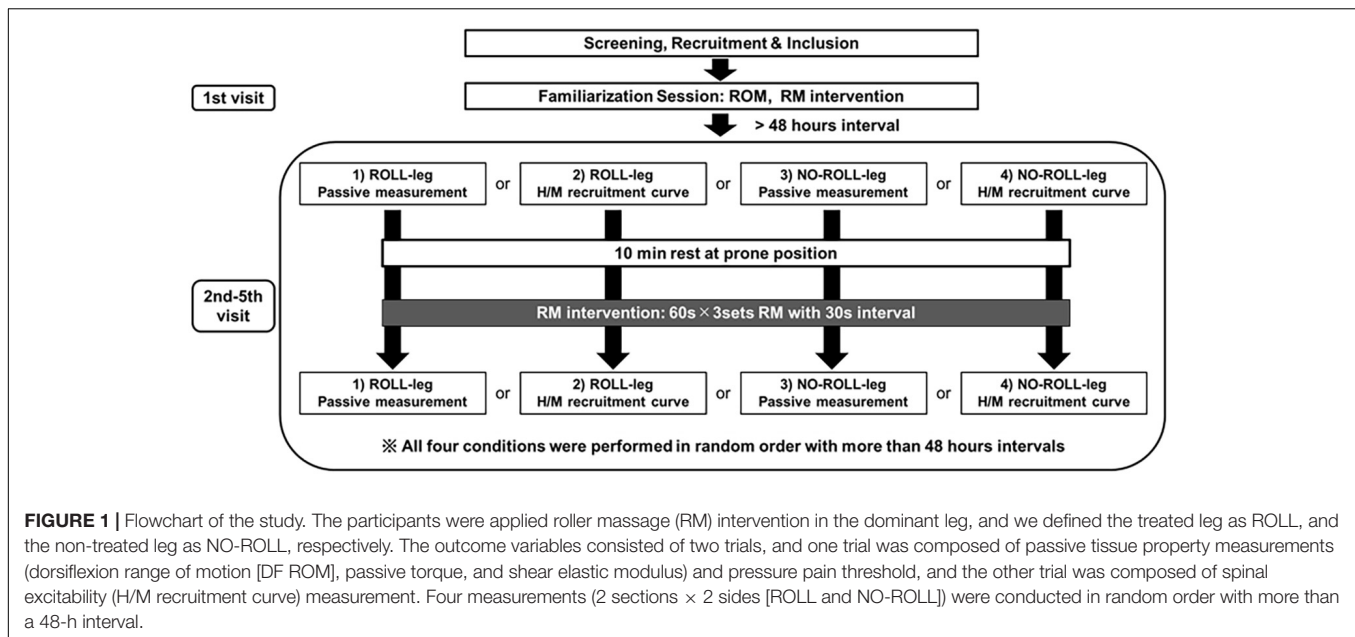 Screening, Recruitment & Inclusion
1st visit
Familiarization Session: ROM, RM intervention
> 48 hours interval
1) ROLL-leg
Passive measurement
or
2) ROLL-leg
H/M recruitment curve
or
3) NO-ROLL-leg
Passive measurement
or
4) NO-ROLL-leg
H/M recruitment curve
10 min rest at prone position
2nd-5th
visit
RM intervention: 60s × 3sets RM with 30s interval
1) ROLL-leg
Passive measurement
or
2) ROLL-leg
H/M recruitment curve
or
3) NO-ROLL-leg
Passive measurement
or
4) NO-ROLL-leg
H/M recruitment curve
※ All four conditions were performed in random order with more than 48 hours intervals
FIGURE 1 | Flowchart of the study. The participants were applied roller massage (RM) intervention in the dominant leg, and we defined the treated leg as ROLL, and
the non-treated leg as NO-ROLL, respectively. The outcome variables consisted of two trials, and one trial was composed of passive tissue property measurements
(dorsiflexion range of motion [DF ROM], passive torque, and shear elastic modulus) and pressure pain threshold, and the other trial was composed of spinal
excitability (H/M recruitment curve) measurement. Four measurements (2 sections × 2 sides [ROLL and NO-ROLL]) were conducted in random order with more than
a 48-h interval.